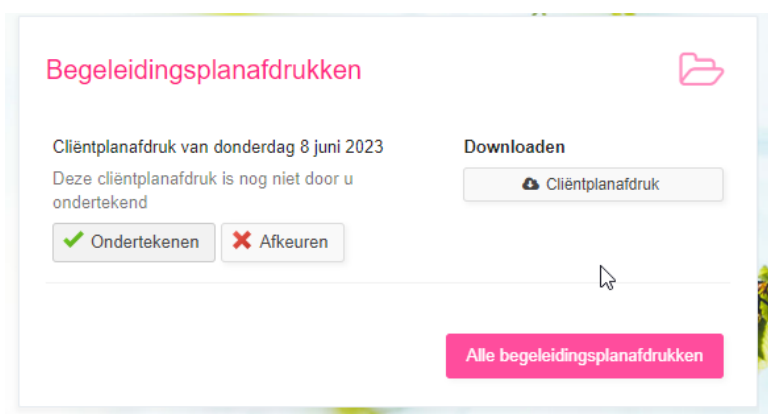 Begeleidingsplanafdrukken
Cliëntplanafdruk van donderdag 8 juni 2023
Deze cliëntplanafdruk is nog niet door u
ondertekend
Ondertekenen
Afkeuren
Downloaden
Cliëntplanafdruk
Alle begeleidingsplanafdrukken